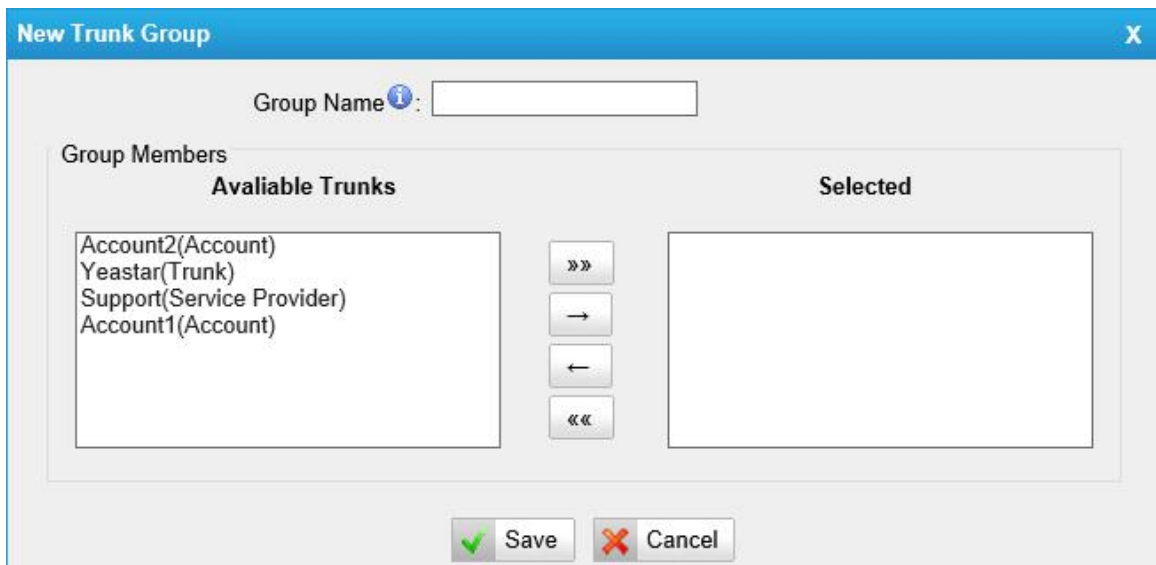 New Trunk Group X
Group Name i :
Group Members
Avaliable Trunks Selected
Account2(Account)
Yeastar(Trunk)
Support(Service Provider)
Account1(Account)
»»
→
←
««
Save Cancel